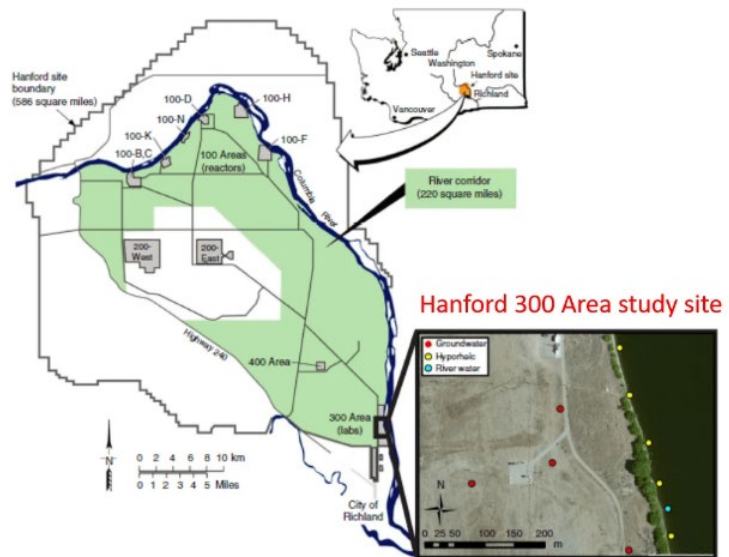 Hanford site
boundary
(586 square miles)
100-D
100-N
100-K
100-B,C
100-H
100-F
100 Areas
(reactors)
Columbia
River
Seattle
Washington
Spokane
Hanford site
Richland
Vancouver
River corridor
(220 square miles)
200-
West
200-
East
Highway 240
400 Area
300 Area
(labs)
City of
Richland
N
0 2 4 6 8 10 km
0 1 2 3 4 5 Miles
Hanford 300 Area study site
Groundwater
Hyporheic
River water
N
0 25 50 100 150 200
m